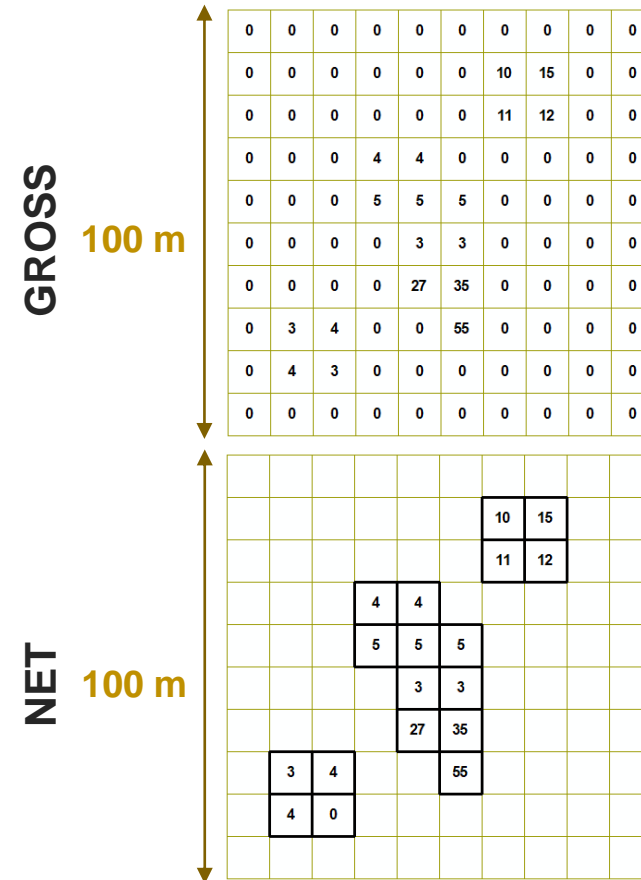 GROSS
100 m
0 0 0 0 0 0 0 0 0 0
0 0 0 0 0 0 10 15 0 0
0 0 0 0 0 0 11 12 0 0
0 0 0 4 4 0 0 0 0 0
0 0 0 5 5 5 0 0 0 0
0 0 0 0 3 3 0 0 0 0
0 0 0 0 27 35 0 0 0 0
0 3 4 0 0 55 0 0 0 0
0 4 3 0 0 0 0 0 0 0
0 0 0 0 0 0 0 0 0 0
NET
100 m
10 15
11 12
4 4
5 5 5
3 3
27 35
3 4 55
4 0